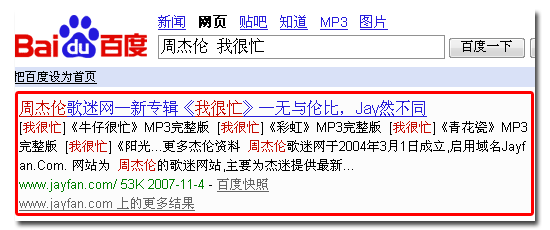 新闻 网页 贴吧 知道 MP3 图片
Bai du 百度 周杰伦 我很忙 百度一下
把百度设为首页
周杰伦歌迷网—新专辑《我很忙》—无与伦比，Jay然不同
[我很忙]《牛仔很忙》MP3完整版 [我很忙]《彩虹》MP3完整版 [我很忙]《青花瓷》MP3
完整版 [我很忙]《阳光...更多杰伦资料 周杰伦歌迷网于2004年3月1日成立,启用域名Jayf
an.Com. 网站为 周杰伦的歌迷网站,主要为杰迷提供最新...
www.jayfan.com/ 53K 2007-11-4 - 百度快照
www.jayfan.com 上的更多结果